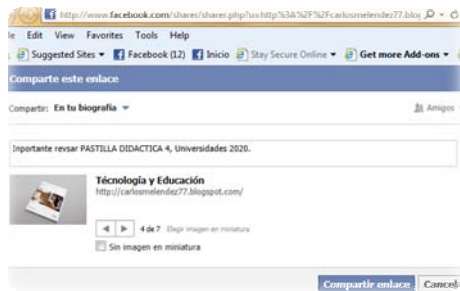 http://www.facebook.com/sharer/sharer.php?u=http%3A%2F%2Fcarlosmelendez77.blog
Edit View Favorites Tools Help
Suggested Sites Facebook (12) Inicio Stay Secure Online Get more Add-ons
Comparte este enlace
Compartir: En tu biografía Amigos
Inportante revsar PASTILLA DIDACTICA 4, Universidades 2020.
Técnología y Educación
http://carlosmelendez77.blogspot.com/
4 de 7 Elegir imagen en miniatura
Sin imagen en miniatura
Compartir enlace Cancel